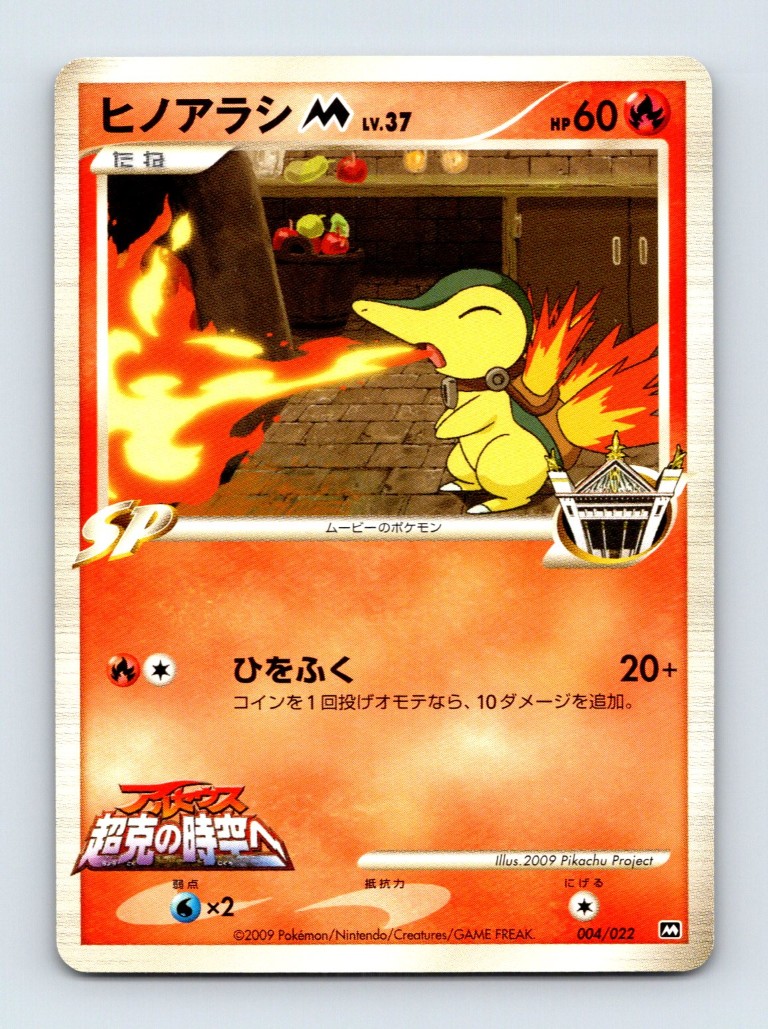 ヒノアラシ M LV.37 HP60
たね
SP
ムービーのポケモン
ひをふく 20+
コインを1回投げオモテなら、10ダメージを追加。
アルセウス
超克の時空へ
Illus.2009 Pikachu Project
弱点 抵抗力 にげる
×2
©2009 Pokémon/Nintendo/Creatures/GAME FREAK. 004/022 M